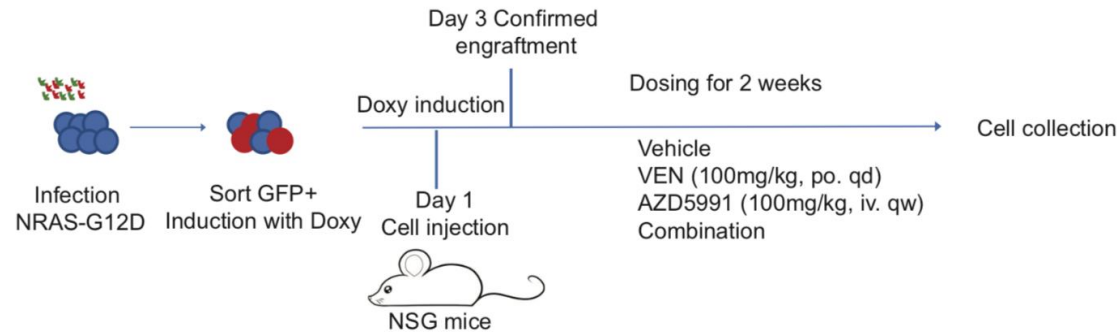 Day 3 Confirmed
engraftment
Doxy induction
Dosing for 2 weeks
Cell collection
Infection
NRAS-G12D
Sort GFP+
Induction with Doxy
Day 1
Cell injection
NSG mice
Vehicle
VEN (100mg/kg, po. qd)
AZD5991 (100mg/kg, iv. qw)
Combination